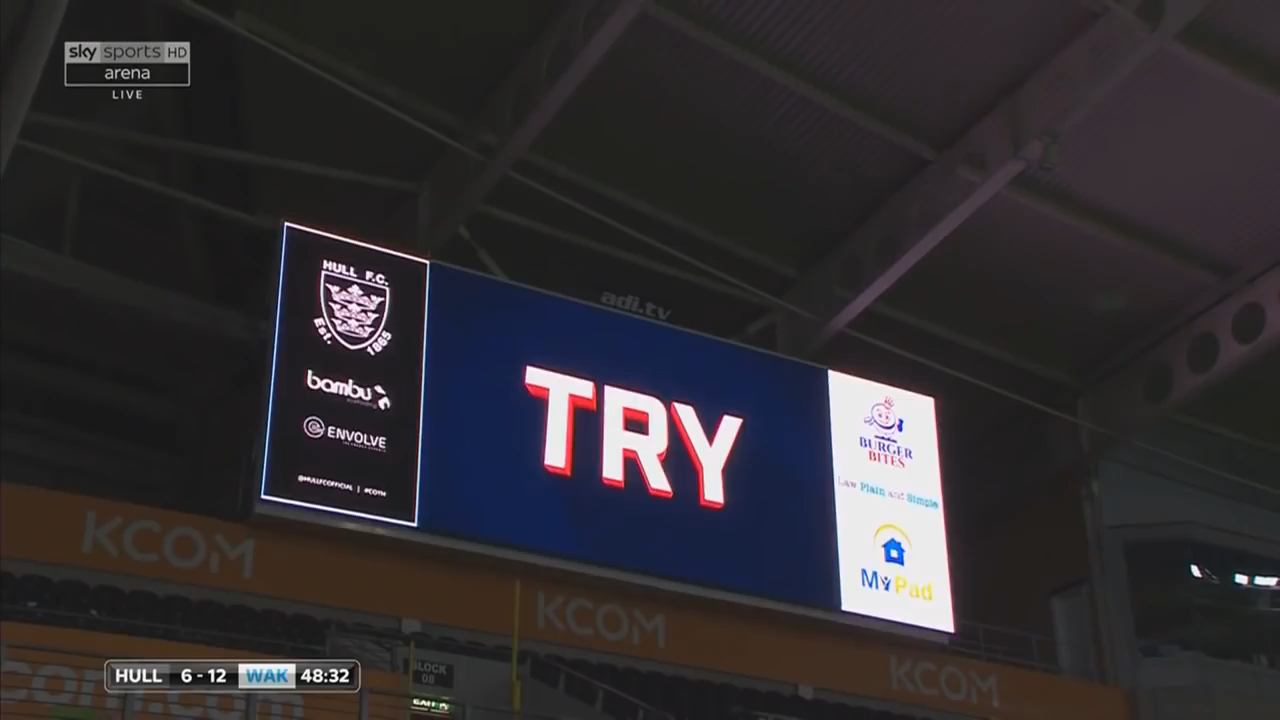 sky sports HD
arena
LIVE
adi.tv
HULL F.C.
Est. 1865
bambu
ENVOLVE
@HULLFCOFFICIAL | #COYH
TRY
BURGER
BITES
Law Plain and Simple
MyPad
KCOM
KCOM
KCOM
com
BLOCK
08
HULL 6 - 12 WAK 48:32